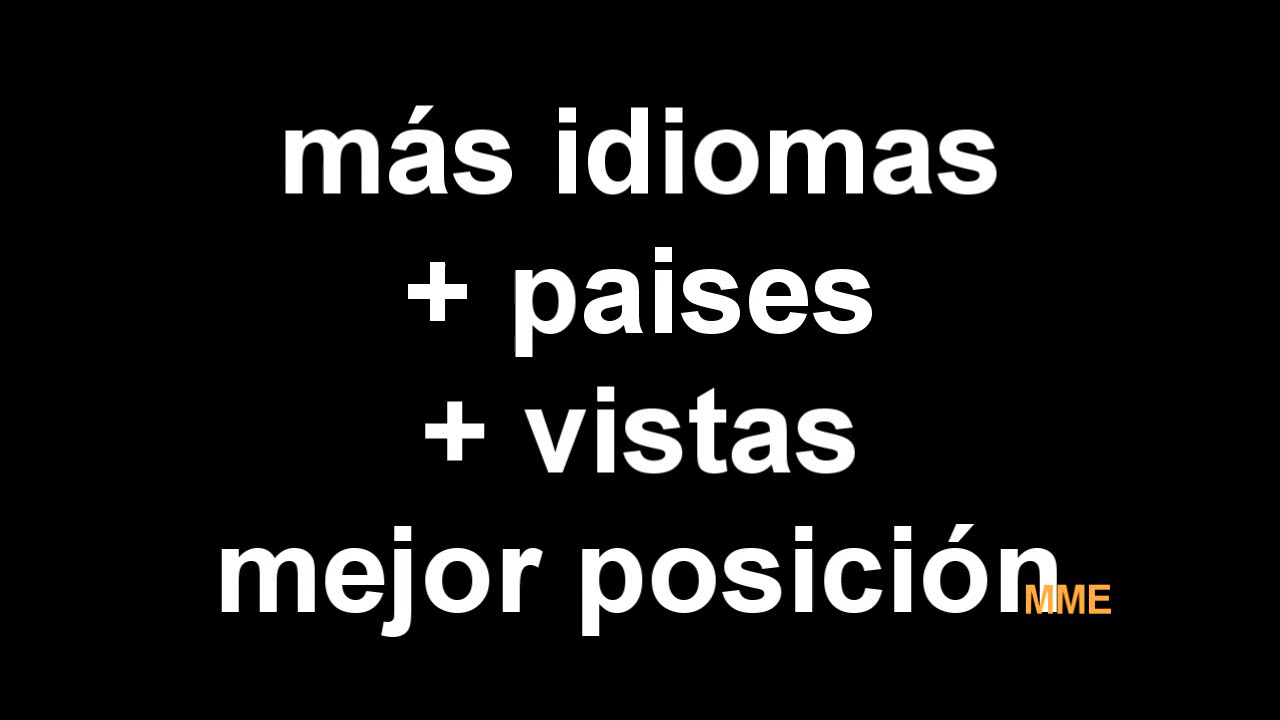 más idiomas
+ paises
+ vistas
mejor posición
MME